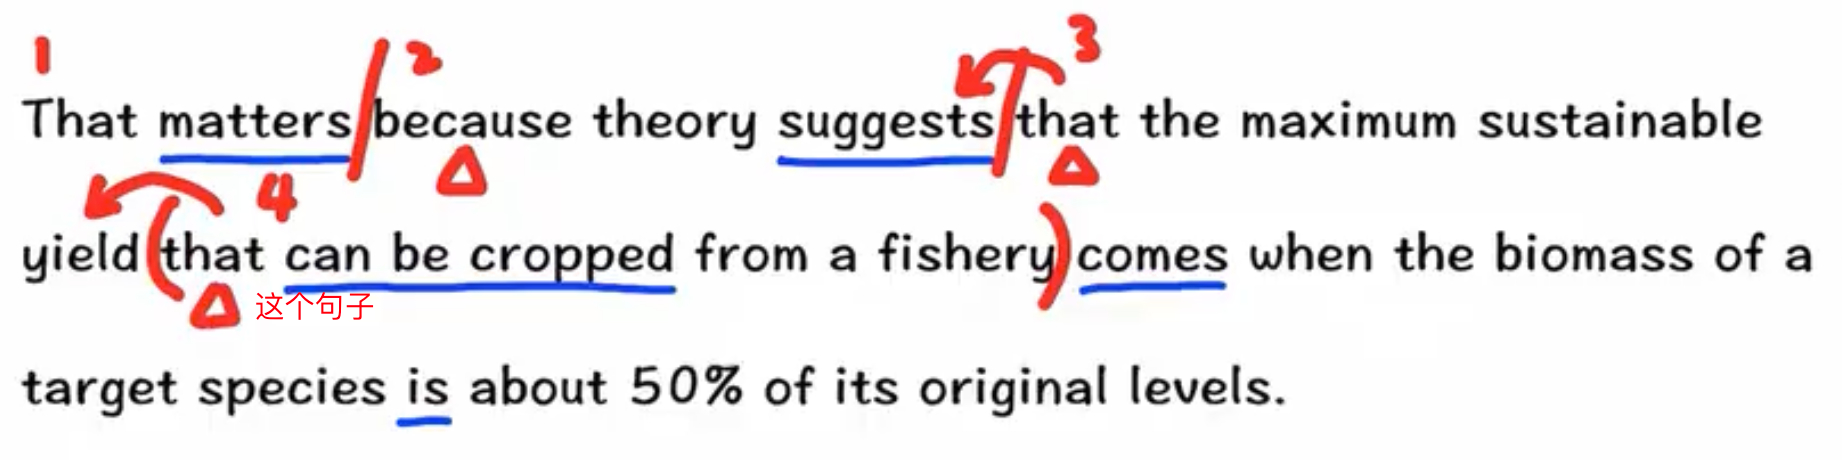 1 2 3
That matters because theory suggests that the maximum sustainable
4
yield (that can be cropped from a fishery) comes when the biomass of a
这个句子
target species is about 50% of its original levels.